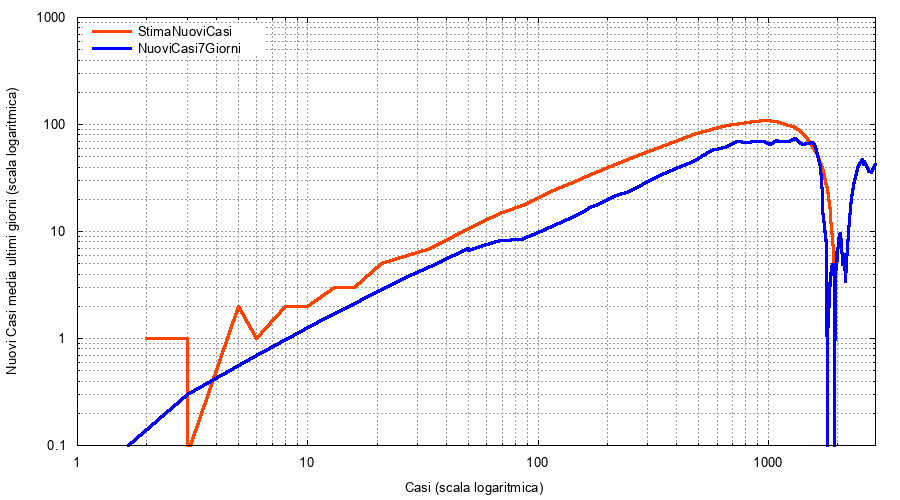 1000
StimaNuoviCasi
NuoviCasi7Giorni
100
10
1
0.1
Nuovi Casi media ultimi giorni (scala logaritmica)
1 10 100 1000
Casi (scala logaritmica)